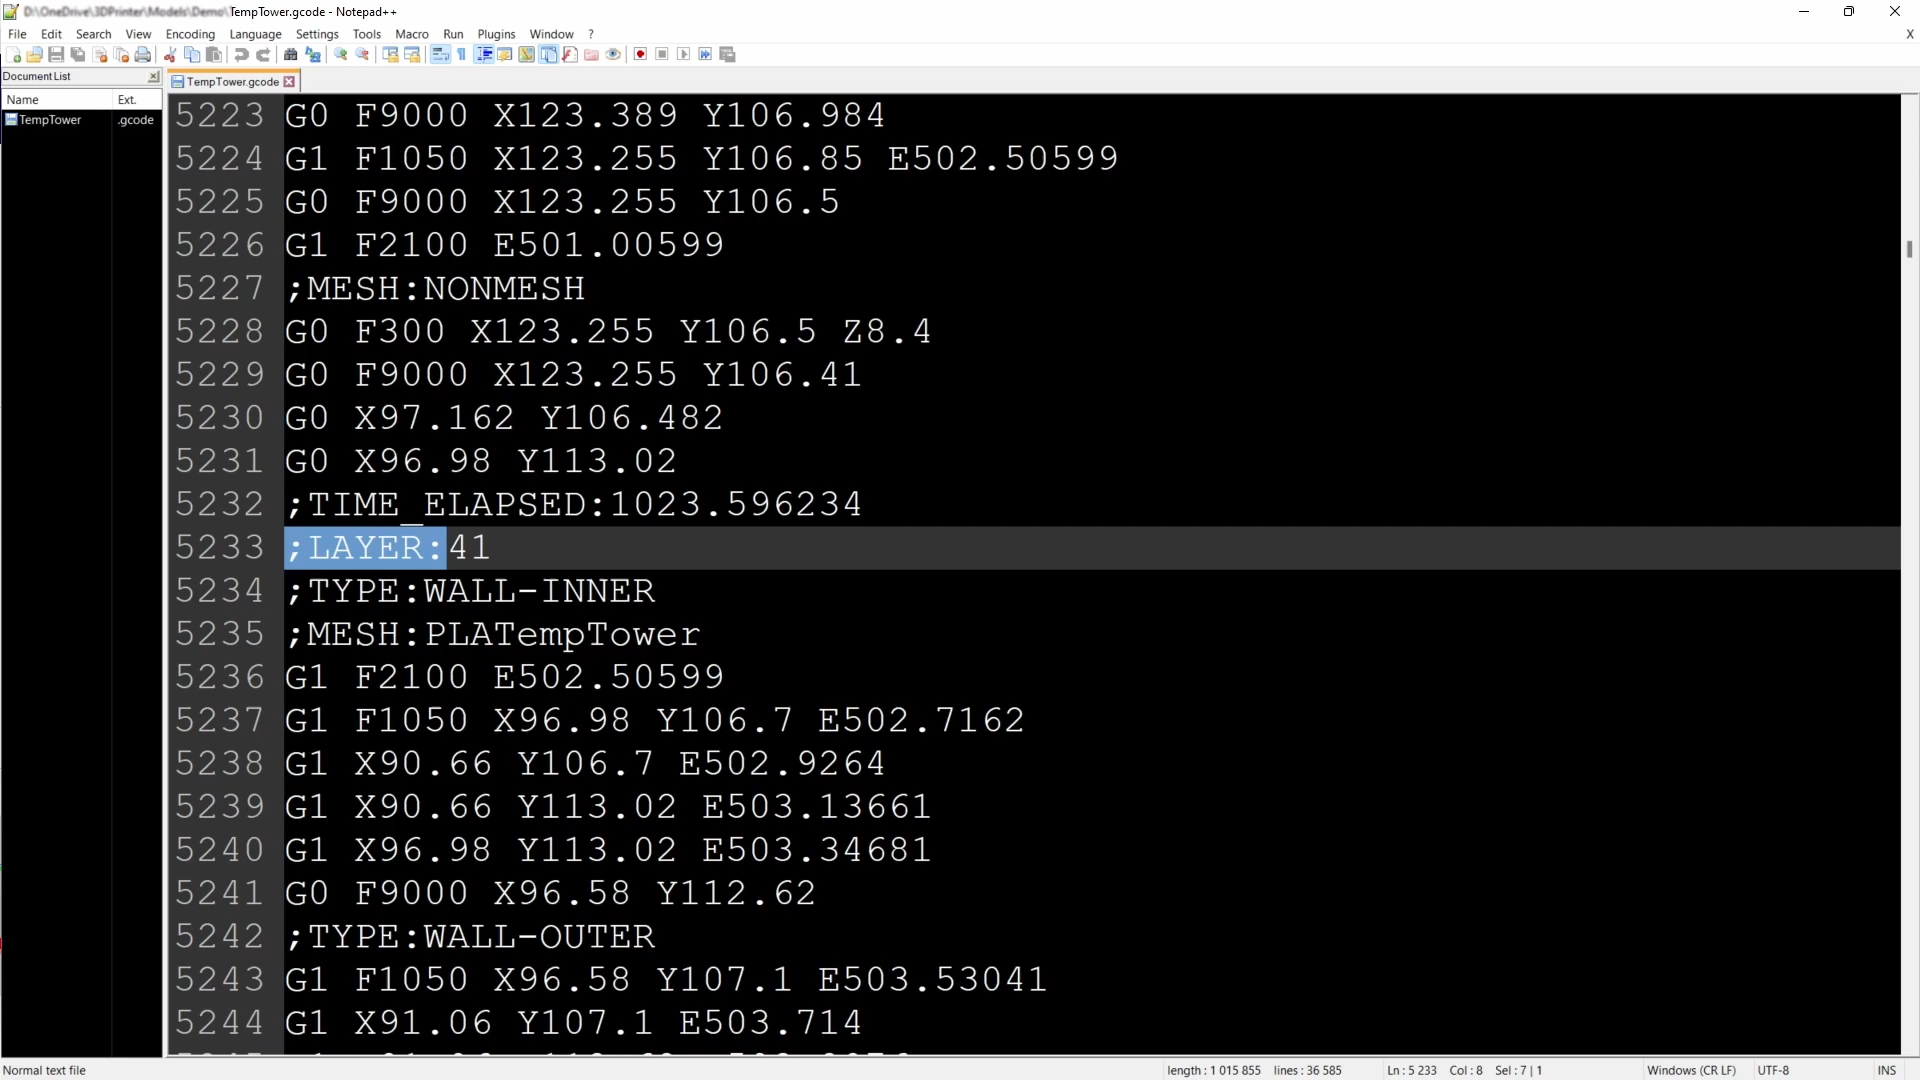 D:\OneDrive\3DPrinter\Models\Demo\TempTower.gcode - Notepad++
File Edit Search View Encoding Language Settings Tools Macro Run Plugins Window ? X
Document List
TempTower.gcode
Name Ext.
TempTower .gcode
5223 G0 F9000 X123.389 Y106.984
5224 G1 F1050 X123.255 Y106.85 E502.50599
5225 G0 F9000 X123.255 Y106.5
5226 G1 F2100 E501.00599
5227 ;MESH:NONMESH
5228 G0 F300 X123.255 Y106.5 Z8.4
5229 G0 F9000 X123.255 Y106.41
5230 G0 X97.162 Y106.482
5231 G0 X96.98 Y113.02
5232 ;TIME_ELAPSED:1023.596234
5233 ;LAYER:41
5234 ;TYPE:WALL-INNER
5235 ;MESH:PLATempTower
5236 G1 F2100 E502.50599
5237 G1 F1050 X96.98 Y106.7 E502.7162
5238 G1 X90.66 Y106.7 E502.9264
5239 G1 X90.66 Y113.02 E503.13661
5240 G1 X96.98 Y113.02 E503.34681
5241 G0 F9000 X96.58 Y112.62
5242 ;TYPE:WALL-OUTER
5243 G1 F1050 X96.58 Y107.1 E503.53041
5244 G1 X91.06 Y107.1 E503.714
Normal text file length : 1 015 855 lines : 36 585 Ln : 5 233 Col : 8 Sel : 7 | 1 Windows (CR LF) UTF-8 INS